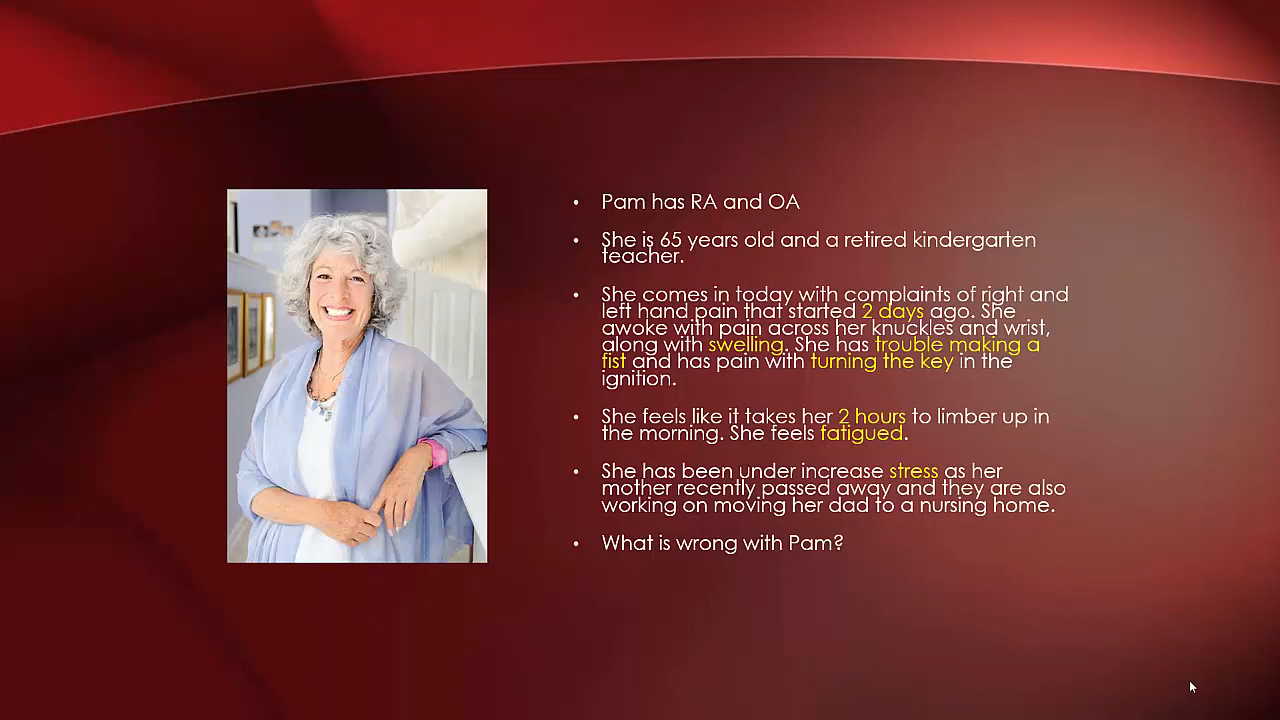 • Pam has RA and OA
• She is 65 years old and a retired kindergarten
teacher.
• She comes in today with complaints of right and
left hand pain that started 2 days ago. She
awoke with pain across her knuckles and wrist,
along with swelling. She has trouble making a
fist and has pain with turning the key in the
ignition.
• She feels like it takes her 2 hours to limber up in
the morning. She feels fatigued.
• She has been under increase stress as her
mother recently passed away and they are also
working on moving her dad to a nursing home.
• What is wrong with Pam?